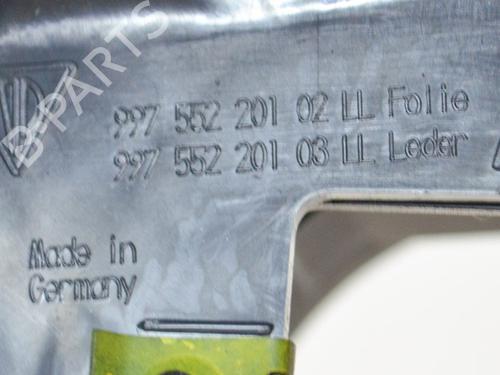 B-PARTS
997 552 201 02 LL Folie
997 552 201 03 LL Leder
Made in
Germany